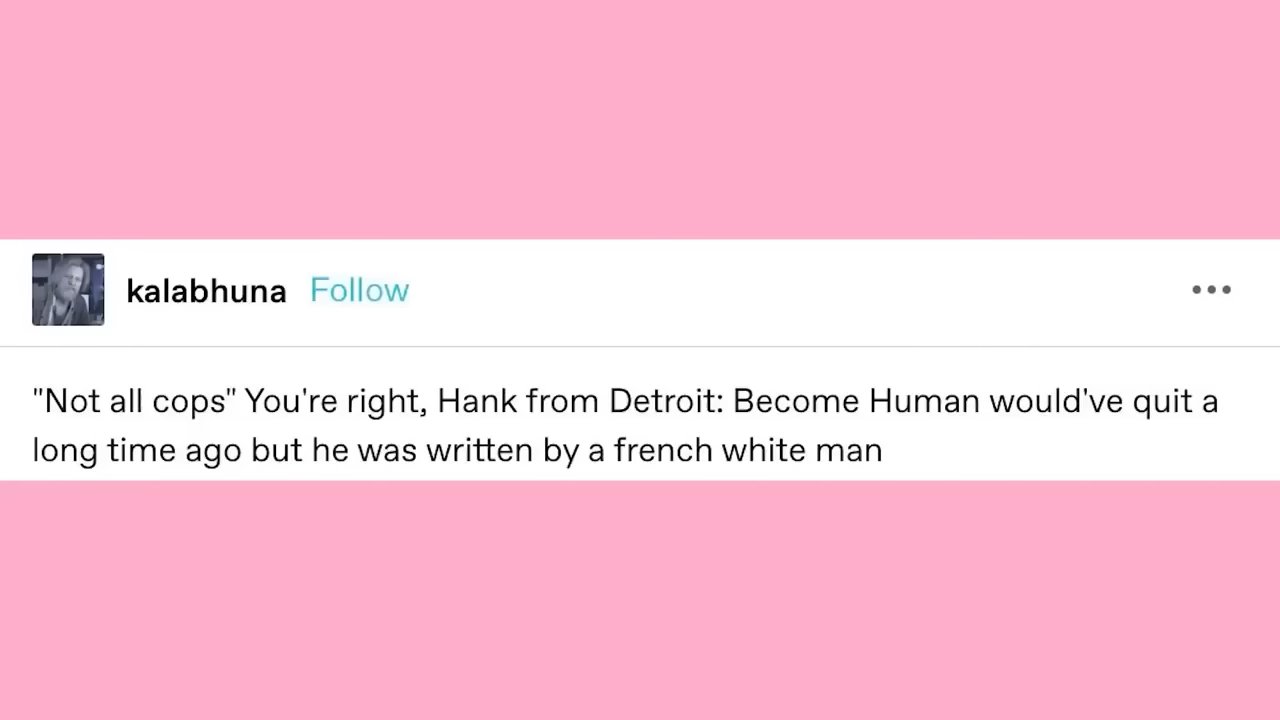 kalabhuna Follow
"Not all cops" You're right, Hank from Detroit: Become Human would've quit a
long time ago but he was written by a french white man